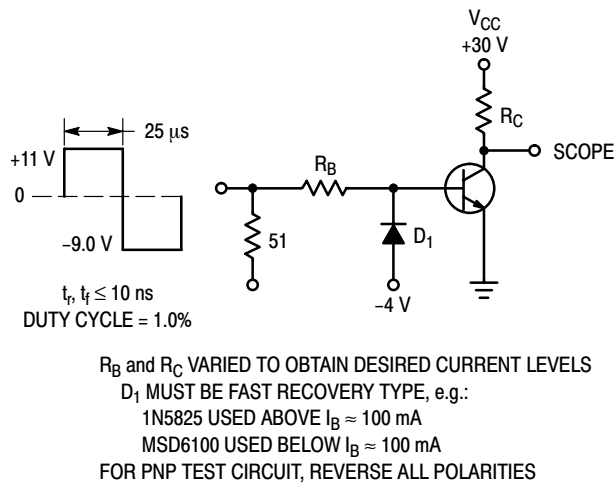 V_CC
+30 V
R_C
SCOPE
25 μs
+11 V
0
−9.0 V
R_B
51
D₁
−4 V
t_r, t_f ≤ 10 ns
DUTY CYCLE = 1.0%
R_B and R_C VARIED TO OBTAIN DESIRED CURRENT LEVELS
D₁ MUST BE FAST RECOVERY TYPE, e.g.:
1N5825 USED ABOVE I_B ≈ 100 mA
MSD6100 USED BELOW I_B ≈ 100 mA
FOR PNP TEST CIRCUIT, REVERSE ALL POLARITIES